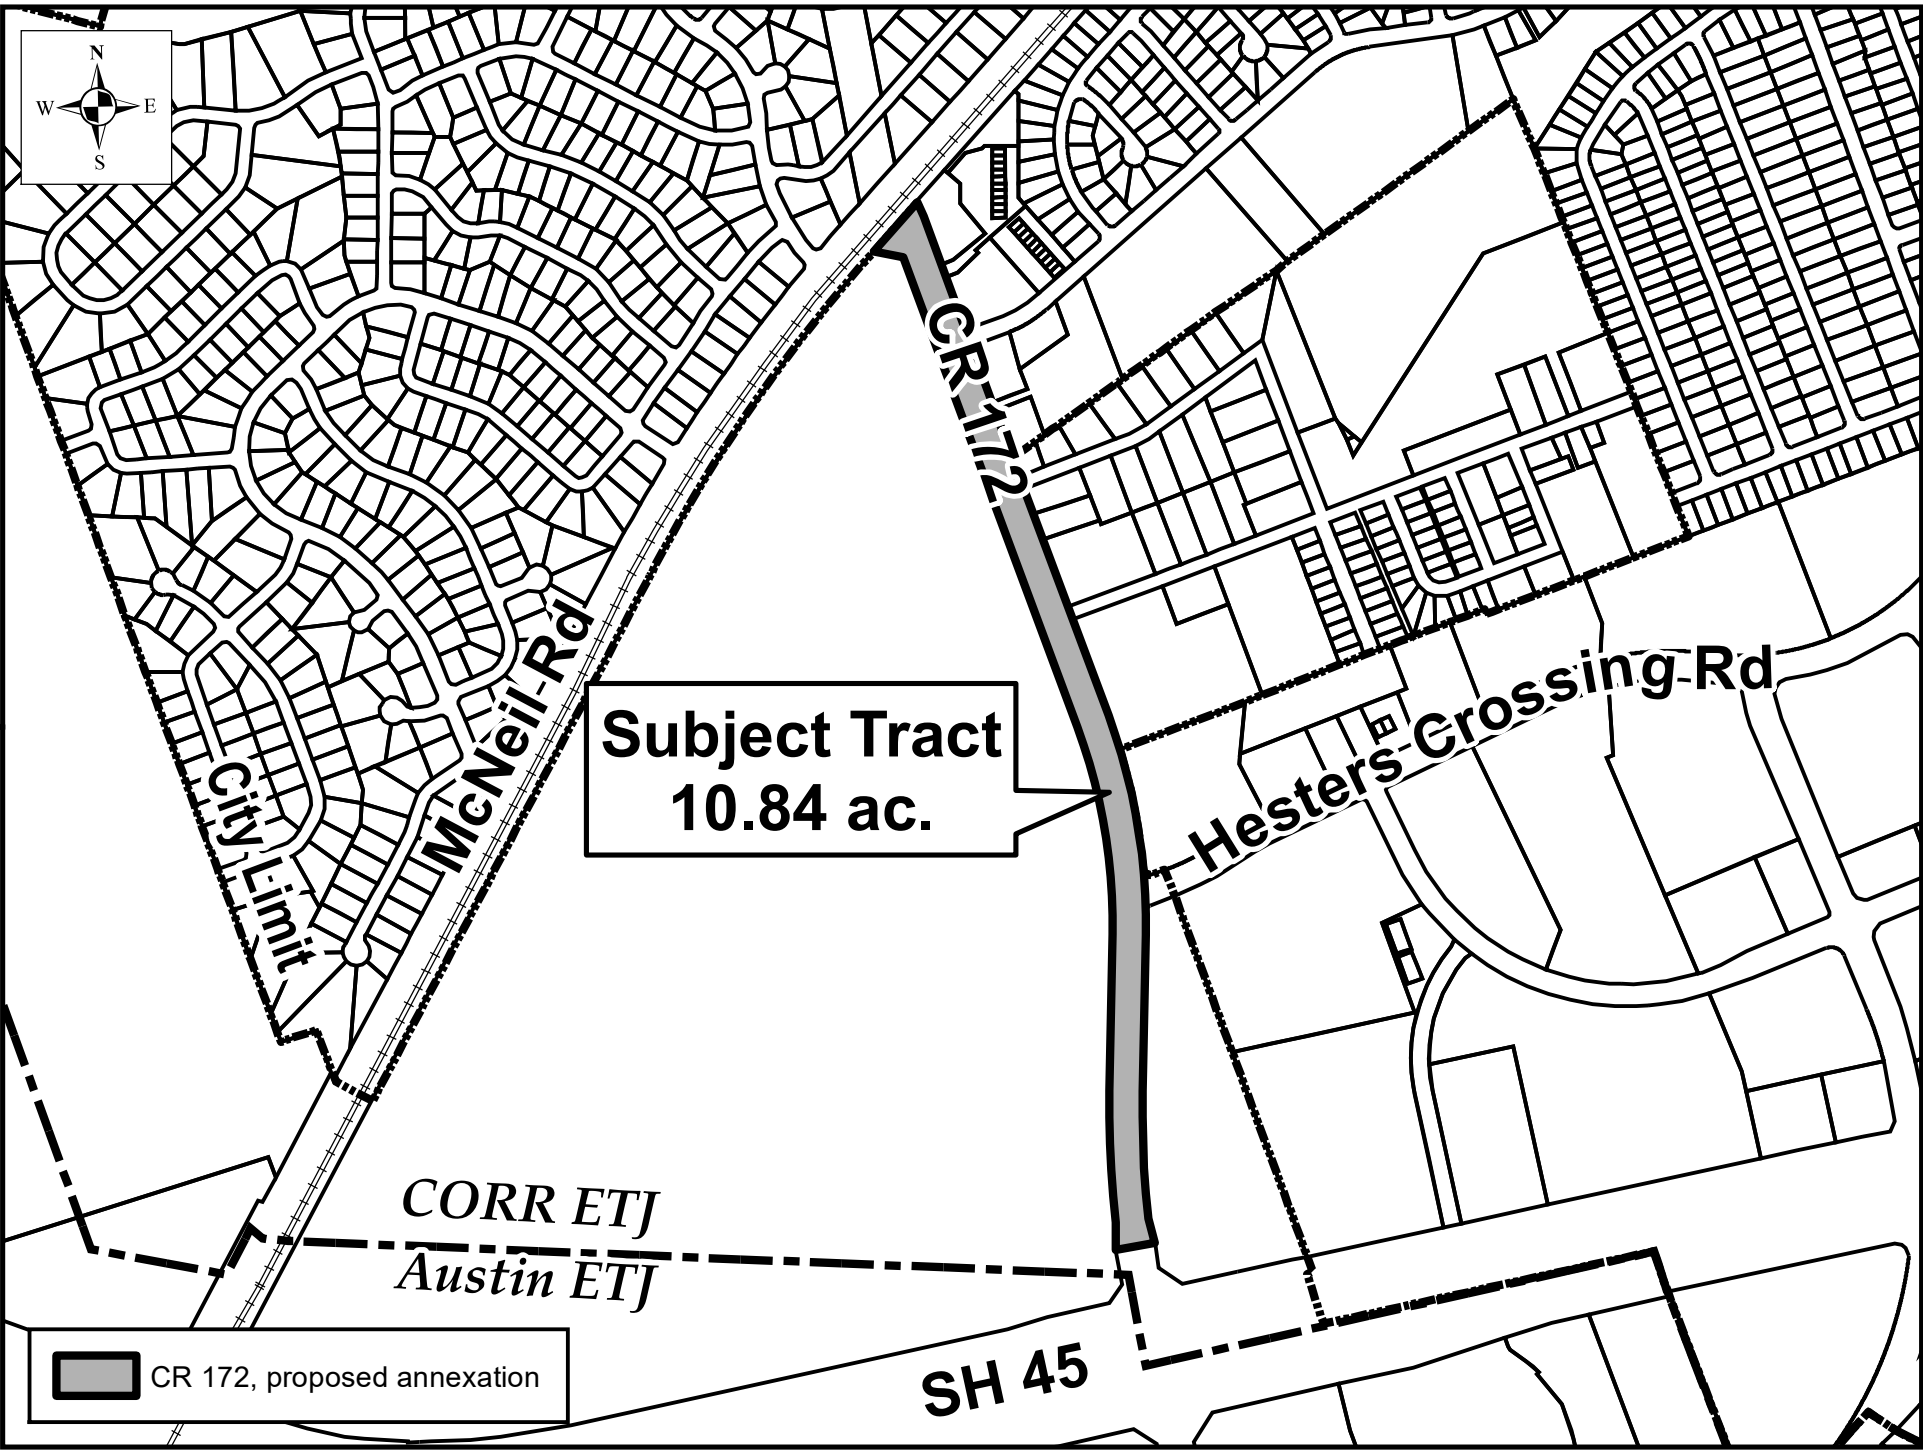 N
W E
S
CR 172
Hesters Crossing Rd
Subject Tract
10.84 ac.
McNeil Rd
City Limit
CORR ETJ
Austin ETJ
SH 45
CR 172, proposed annexation